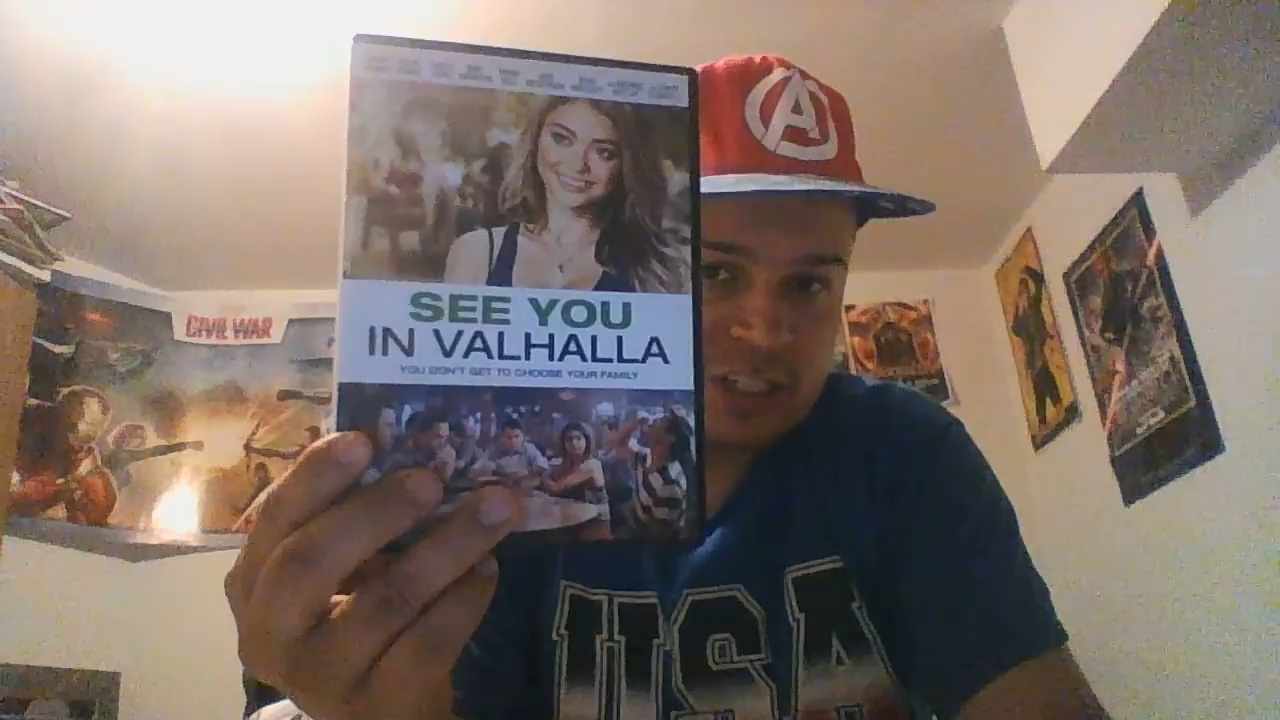 SEE YOU
IN VALHALLA
YOU DON'T GET TO CHOOSE YOUR FAMILY
A
CIVIL WAR
USA